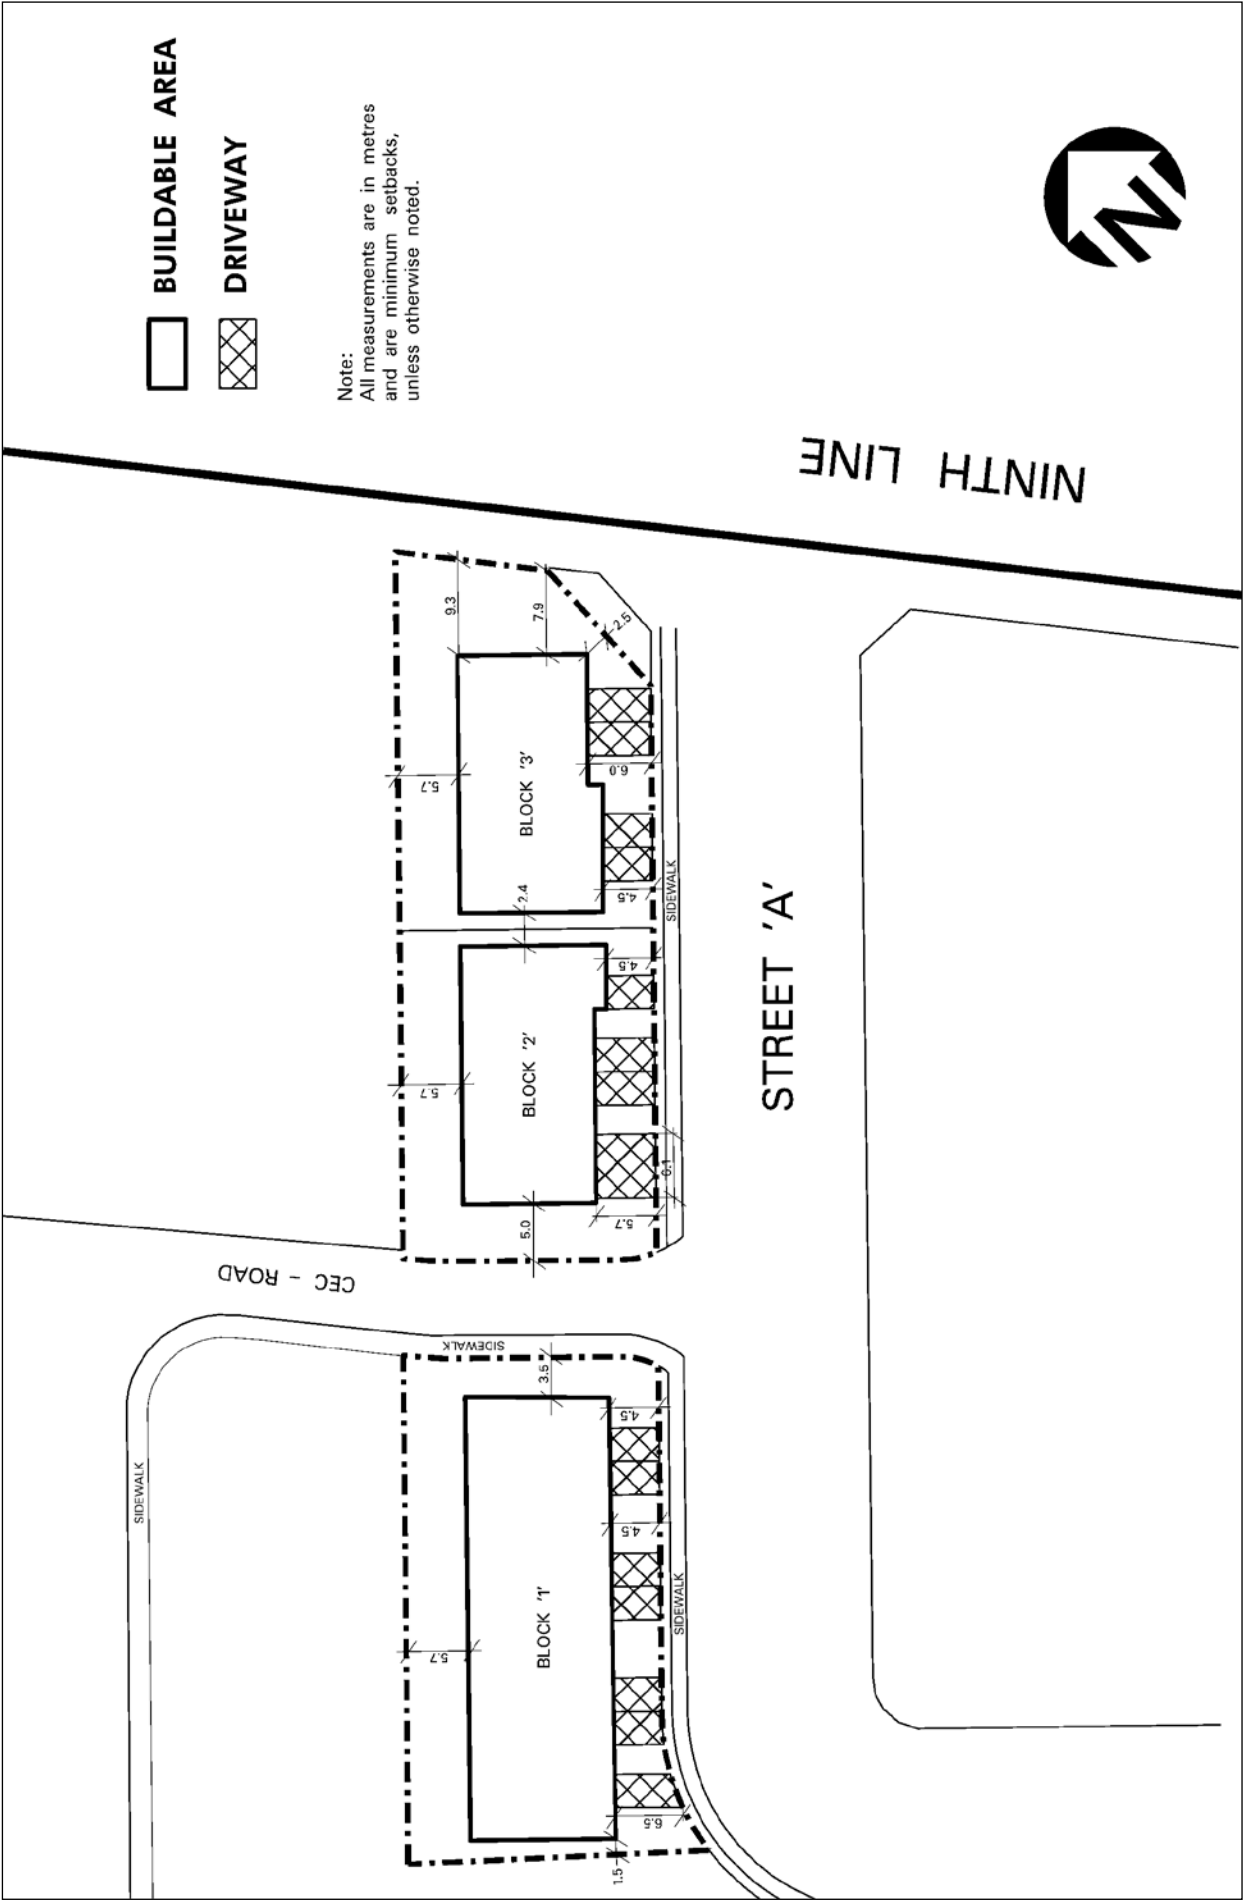 BUILDABLE AREA
DRIVEWAY
Note:
All measurements are in metres
and are minimum setbacks,
unless otherwise noted.
N
NINTH LINE
9.3
7.9
2.5
5.7
BLOCK '3'
6.0
4.5
2.4
SIDEWALK
STREET 'A'
4.5
5.7
BLOCK '2'
6.1
5.7
5.0
CEC - ROAD
SIDEWALK
3.5
4.5
4.5
SIDEWALK
5.7
BLOCK '1'
SIDEWALK
6.5
1.5